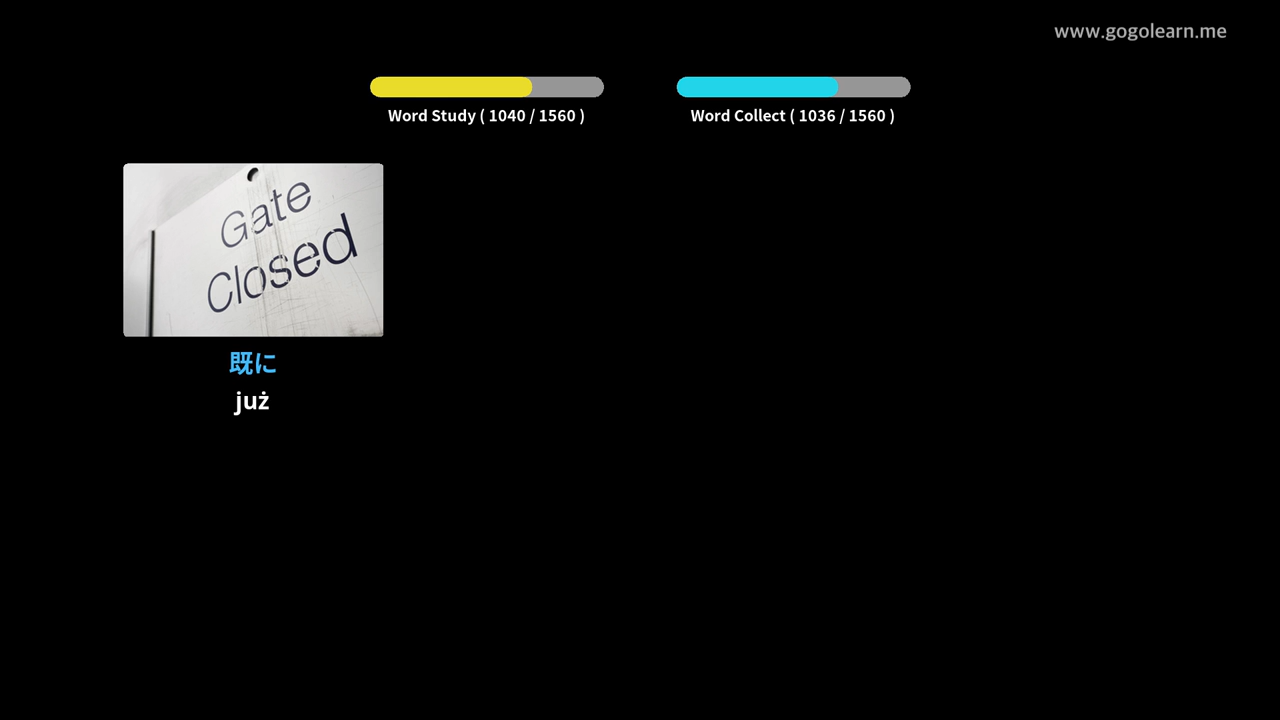 www.gogolearn.me
Word Study ( 1040 / 1560 )
Word Collect ( 1036 / 1560 )
Gate
Closed
既に
już